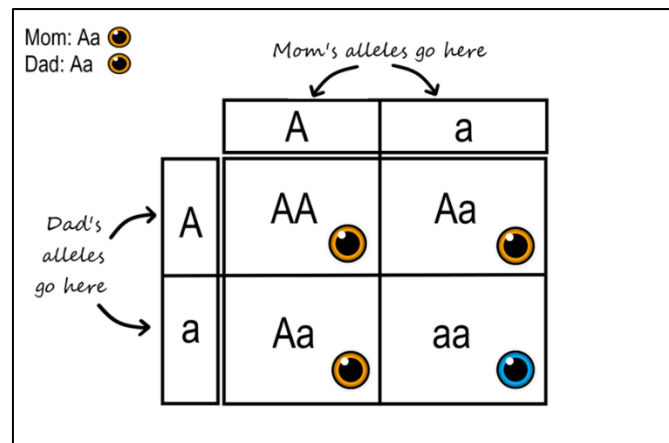 Mom: Aa
Dad: Aa
Mom's alleles go here
A a
Dad's
alleles
go here
A AA Aa
a Aa aa